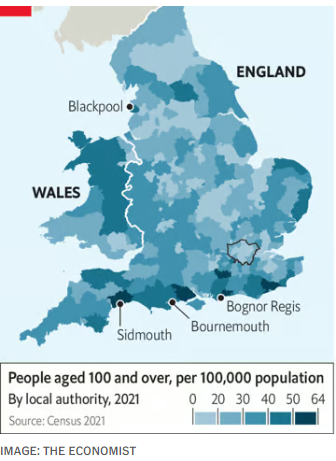 ENGLAND
Blackpool
WALES
Bognor Regis
Bournemouth
Sidmouth
People aged 100 and over, per 100,000 population
By local authority, 2021
0 20 30 40 50 64
Source: Census 2021
IMAGE: THE ECONOMIST